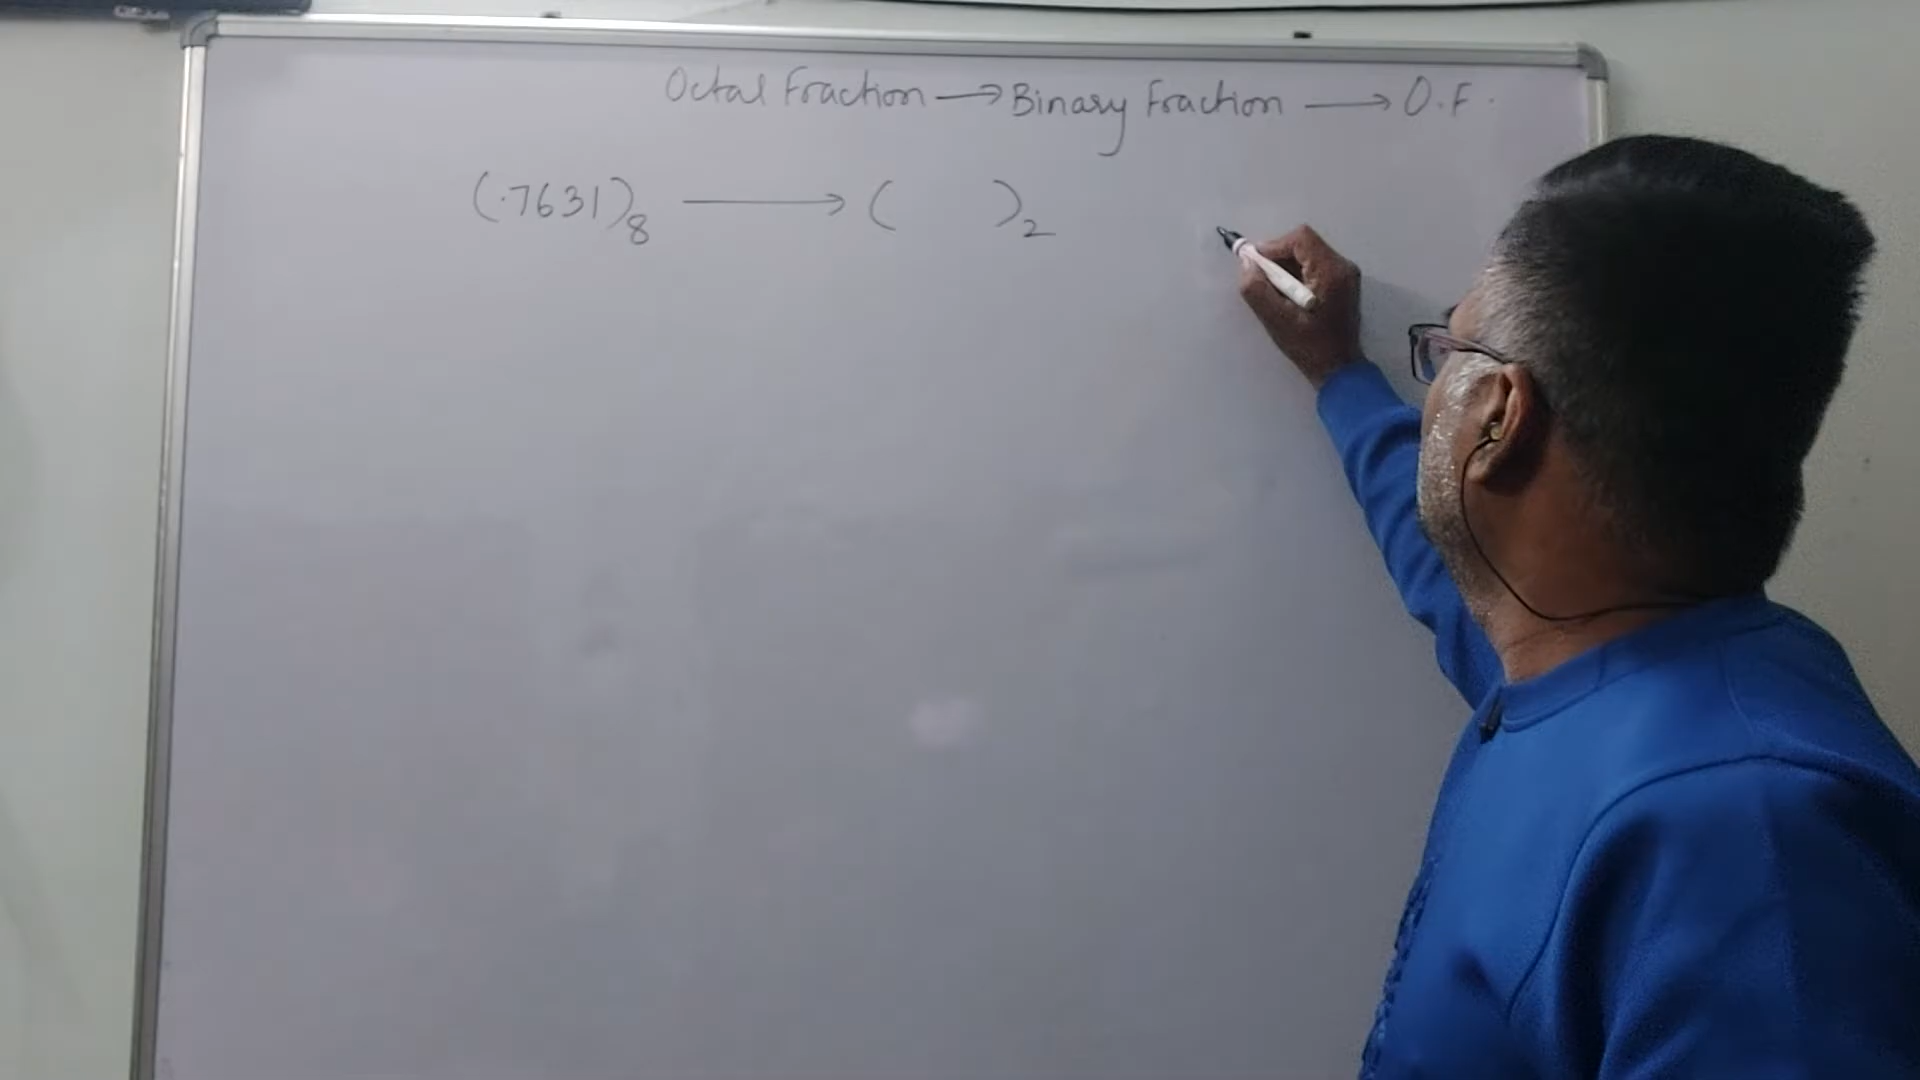 Octal Fraction → Binary Fraction → O.F.
(.7631)8 → ( )2